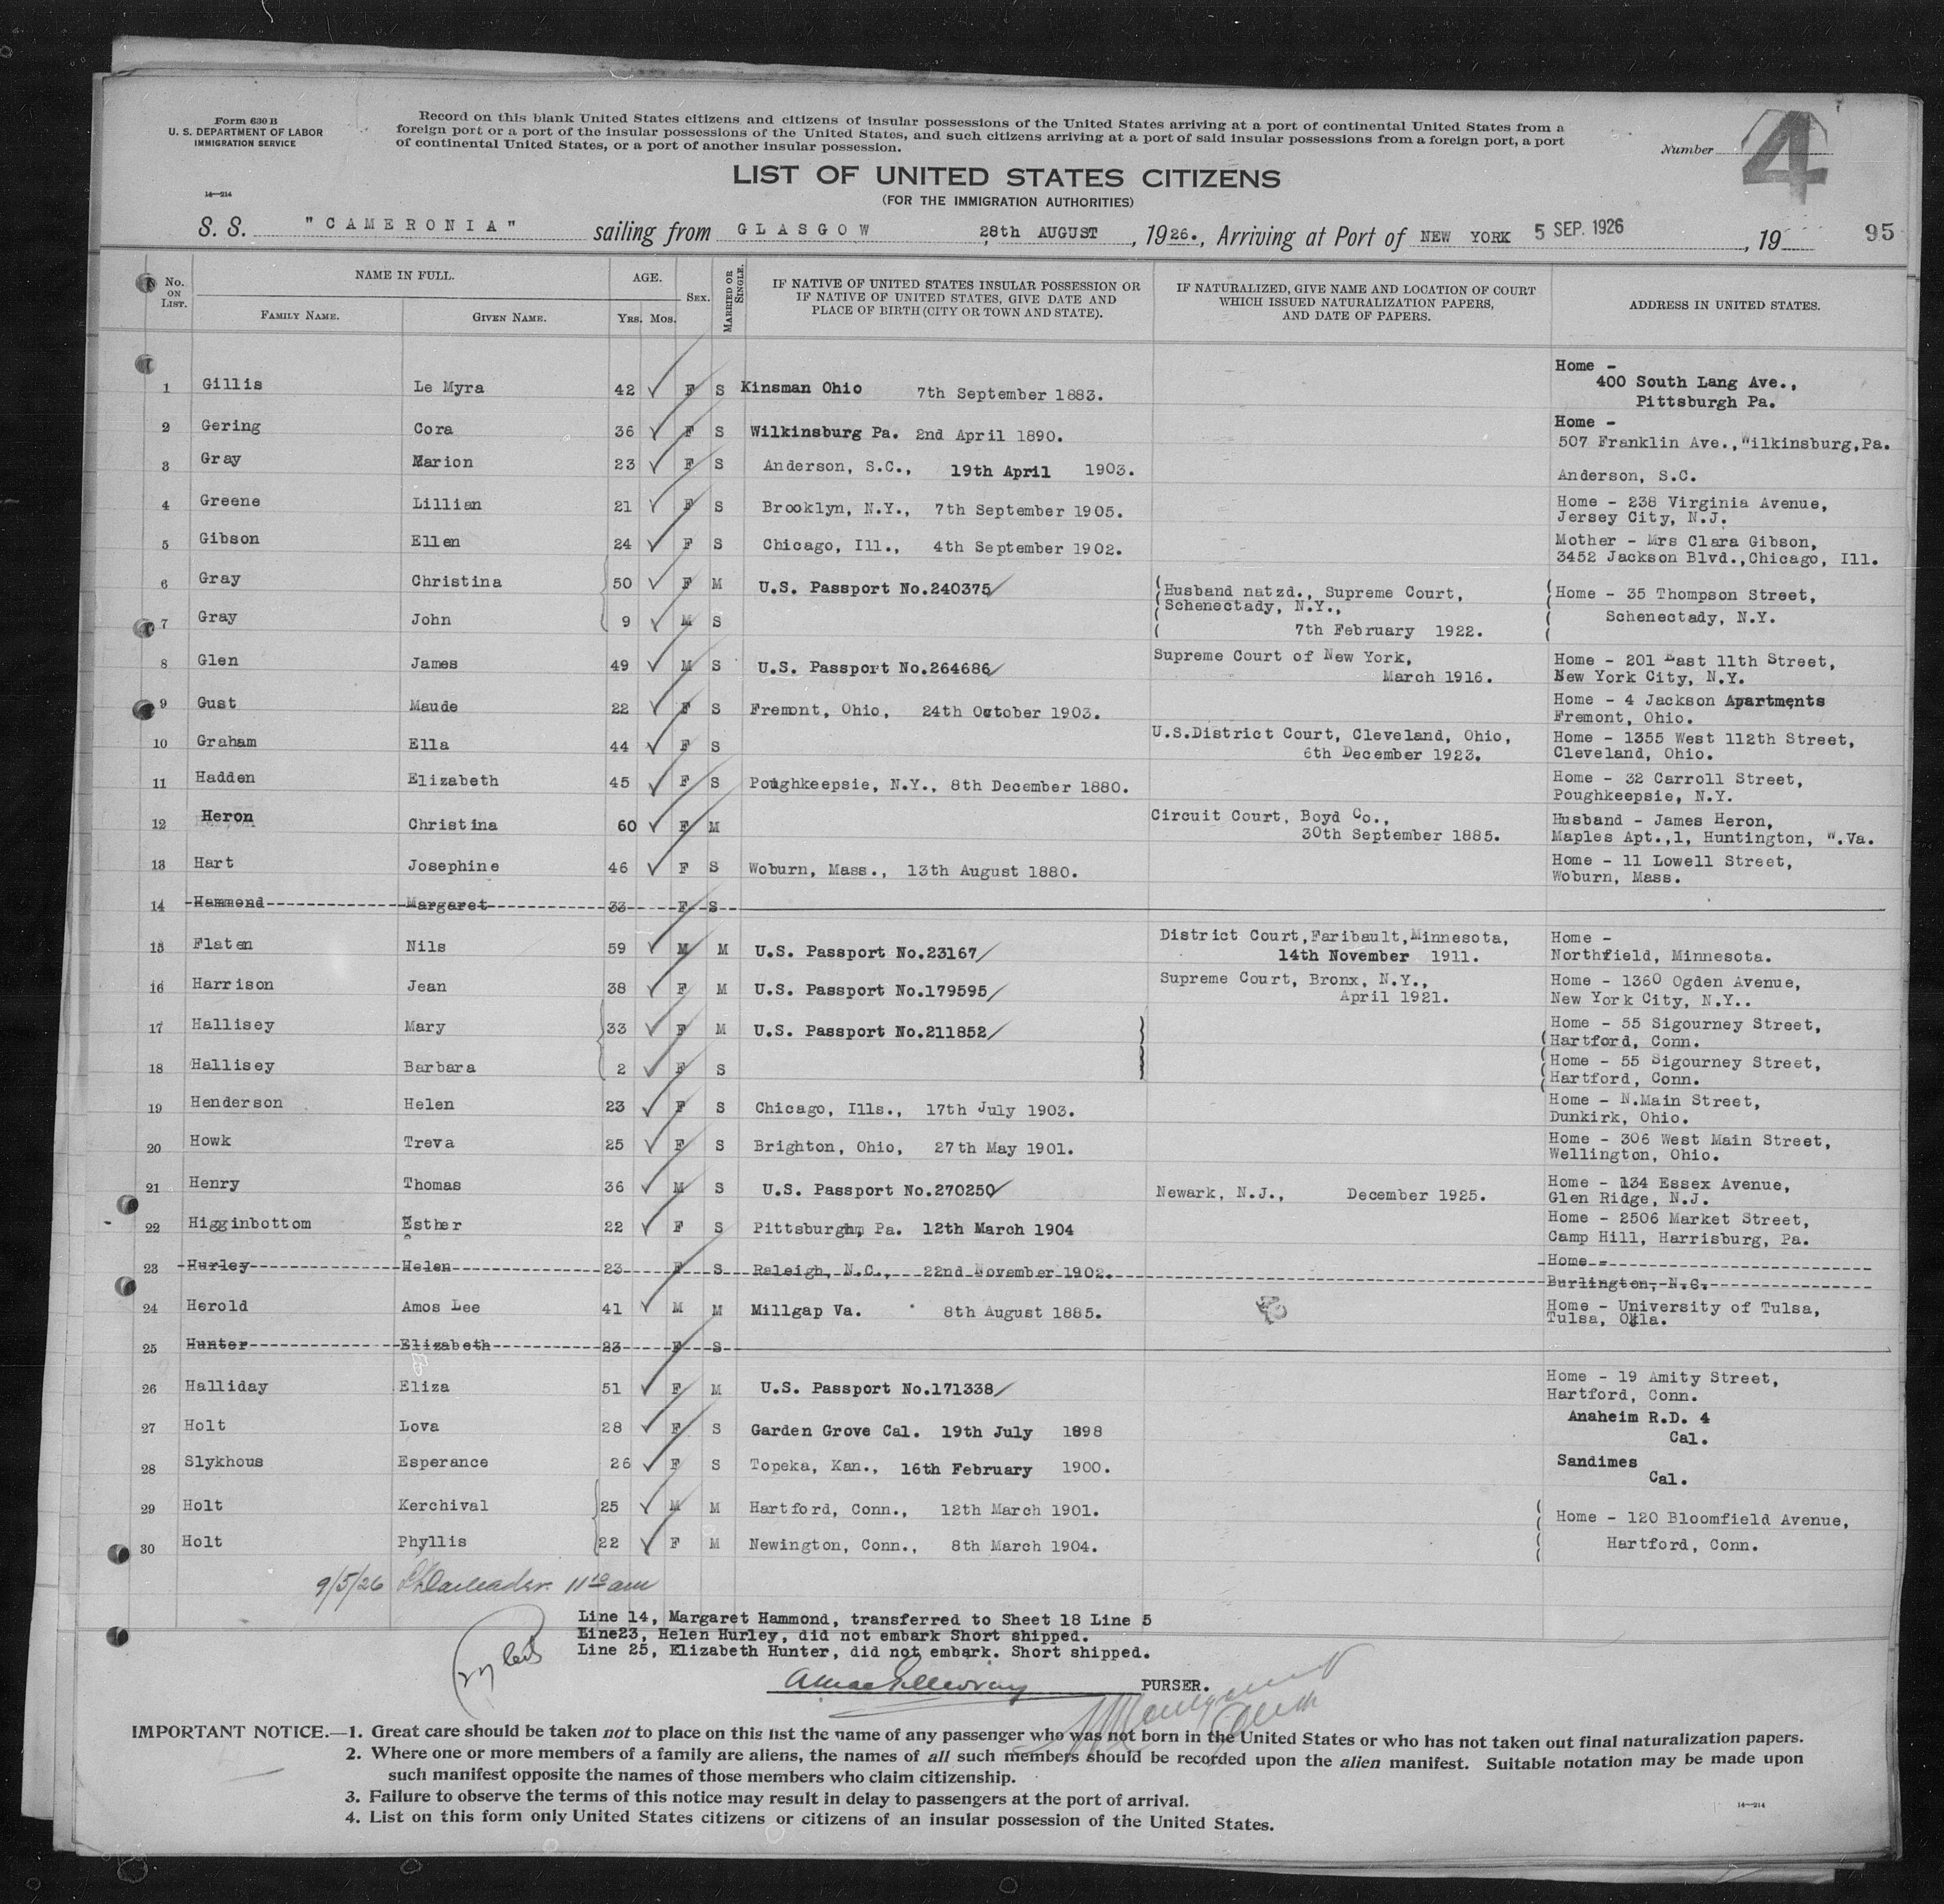 Form 630 B
U. S. DEPARTMENT OF LABOR
IMMIGRATION SERVICE
14—214
Record on this blank United States citizens and citizens of insular possessions of the United States arriving at a port of continental United States from a
foreign port or a port of the insular possessions of the United States, and such citizens arriving at a port of said insular possessions from a foreign port, a port
of continental United States, or a port of another insular possession.
Number 4
LIST OF UNITED STATES CITIZENS
(FOR THE IMMIGRATION AUTHORITIES)
S. S. "CAMERONIA" sailing from GLASGOW 28th AUGUST, 1926., Arriving at Port of NEW YORK 5 SEP. 1926, 19 95
No. ON LIST. NAME IN FULL. FAMILY NAME. GIVEN NAME. AGE. YRS. MOS. SEX. MARRIED OR SINGLE. IF NATIVE OF UNITED STATES INSULAR POSSESSION OR IF NATIVE OF UNITED STATES, GIVE DATE AND PLACE OF BIRTH (CITY OR TOWN AND STATE). IF NATURALIZED, GIVE NAME AND LOCATION OF COURT WHICH ISSUED NATURALIZATION PAPERS, AND DATE OF PAPERS. ADDRESS IN UNITED STATES.
1 Gillis Le Myra 42 F S Kinsman Ohio 7th September 1883. Home - 400 South Lang Ave., Pittsburgh Pa.
2 Gering Cora 36 F S Wilkinsburg Pa. 2nd April 1890. Home - 507 Franklin Ave., Wilkinsburg, Pa.
3 Gray Marion 23 F S Anderson, S.C., 19th April 1903. Anderson, S.C.
4 Greene Lillian 21 F S Brooklyn, N.Y., 7th September 1905. Home - 238 Virginia Avenue, Jersey City, N.J.
5 Gibson Ellen 24 F S Chicago, Ill., 4th September 1902. Mother - Mrs Clara Gibson, 3452 Jackson Blvd., Chicago, Ill.
6 Gray Christina 50 F M U.S. Passport No.240375 Husband natzd., Supreme Court, Schenectady, N.Y., Home - 35 Thompson Street,
7 Gray John 9 M S 7th February 1922. Schenectady, N.Y.
8 Glen James 49 M S U.S. Passport No.264686 Supreme Court of New York, March 1916. Home - 201 East 11th Street, New York City, N.Y.
9 Gust Maude 22 F S Fremont, Ohio, 24th October 1903. Home - 4 Jackson Apartments Fremont, Ohio.
10 Graham Ella 44 F S U.S.District Court, Cleveland, Ohio, 6th December 1923. Home - 1355 West 112th Street, Cleveland, Ohio.
11 Hadden Elizabeth 45 F S Poughkeepsie, N.Y., 8th December 1880. Home - 32 Carroll Street, Poughkeepsie, N.Y.
12 Heron Christina 60 F M Circuit Court, Boyd Co., 30th September 1885. Husband - James Heron, Maples Apt.,1, Huntington, W.Va.
13 Hart Josephine 46 F S Woburn, Mass., 13th August 1880. Home - 11 Lowell Street, Woburn, Mass.
14 Hammond Margaret 33 F S
15 Flaten Nils 59 M M U.S. Passport No.23167 District Court, Faribault, Minnesota, 14th November 1911. Home - Northfield, Minnesota.
16 Harrison Jean 38 F M U.S. Passport No.179595 Supreme Court, Bronx, N.Y., April 1921. Home - 1360 Ogden Avenue, New York City, N.Y..
17 Hallisey Mary 33 F M U.S. Passport No.211852 Home - 55 Sigourney Street, Hartford, Conn.
18 Hallisey Barbara 2 F S Home - 55 Sigourney Street, Hartford, Conn.
19 Henderson Helen 23 F S Chicago, Ills., 17th July 1903. Home - N.Main Street, Dunkirk, Ohio.
20 Howk Treva 25 F S Brighton, Ohio, 27th May 1901. Home - 306 West Main Street, Wellington, Ohio.
21 Henry Thomas 36 M S U.S. Passport No.270250 Newark, N.J., December 1925. Home - 134 Essex Avenue, Glen Ridge, N.J.
22 Higginbottom Esther 22 F S Pittsburgh, Pa. 12th March 1904 Home - 2506 Market Street, Camp Hill, Harrisburg, Pa.
23 Hurley Helen 23 F S Raleigh, N.C., 22nd November 1902. Home - Burlington, N.C.
24 Herold Amos Lee 41 M M Millgap Va. 8th August 1885. Home - University of Tulsa, Tulsa, Okla.
25 Hunter Elizabeth 23 F S
26 Halliday Eliza 51 F M U.S. Passport No.171338 Home - 19 Amity Street, Hartford, Conn.
27 Holt Lova 28 F S Garden Grove Cal. 19th July 1898 Anaheim R.D. 4 Cal.
28 Slykhous Esperance 26 F S Topeka, Kan., 16th February 1900. Sandimes Cal.
29 Holt Kerchival 25 M M Hartford, Conn., 12th March 1901. Home - 120 Bloomfield Avenue,
30 Holt Phyllis 22 F M Newington, Conn., 8th March 1904. Hartford, Conn.
9/5/26 11 10 am
Line 14, Margaret Hammond, transferred to Sheet 18 Line 5
Line23, Helen Hurley, did not embark Short shipped.
Line 25, Elizabeth Hunter, did not embark. Short shipped.
PURSER.
IMPORTANT NOTICE.—1. Great care should be taken not to place on this list the name of any passenger who was not born in the United States or who has not taken out final naturalization papers.
2. Where one or more members of a family are aliens, the names of all such members should be recorded upon the alien manifest. Suitable notation may be made upon
such manifest opposite the names of those members who claim citizenship.
3. Failure to observe the terms of this notice may result in delay to passengers at the port of arrival.
4. List on this form only United States citizens or citizens of an insular possession of the United States.
14—214